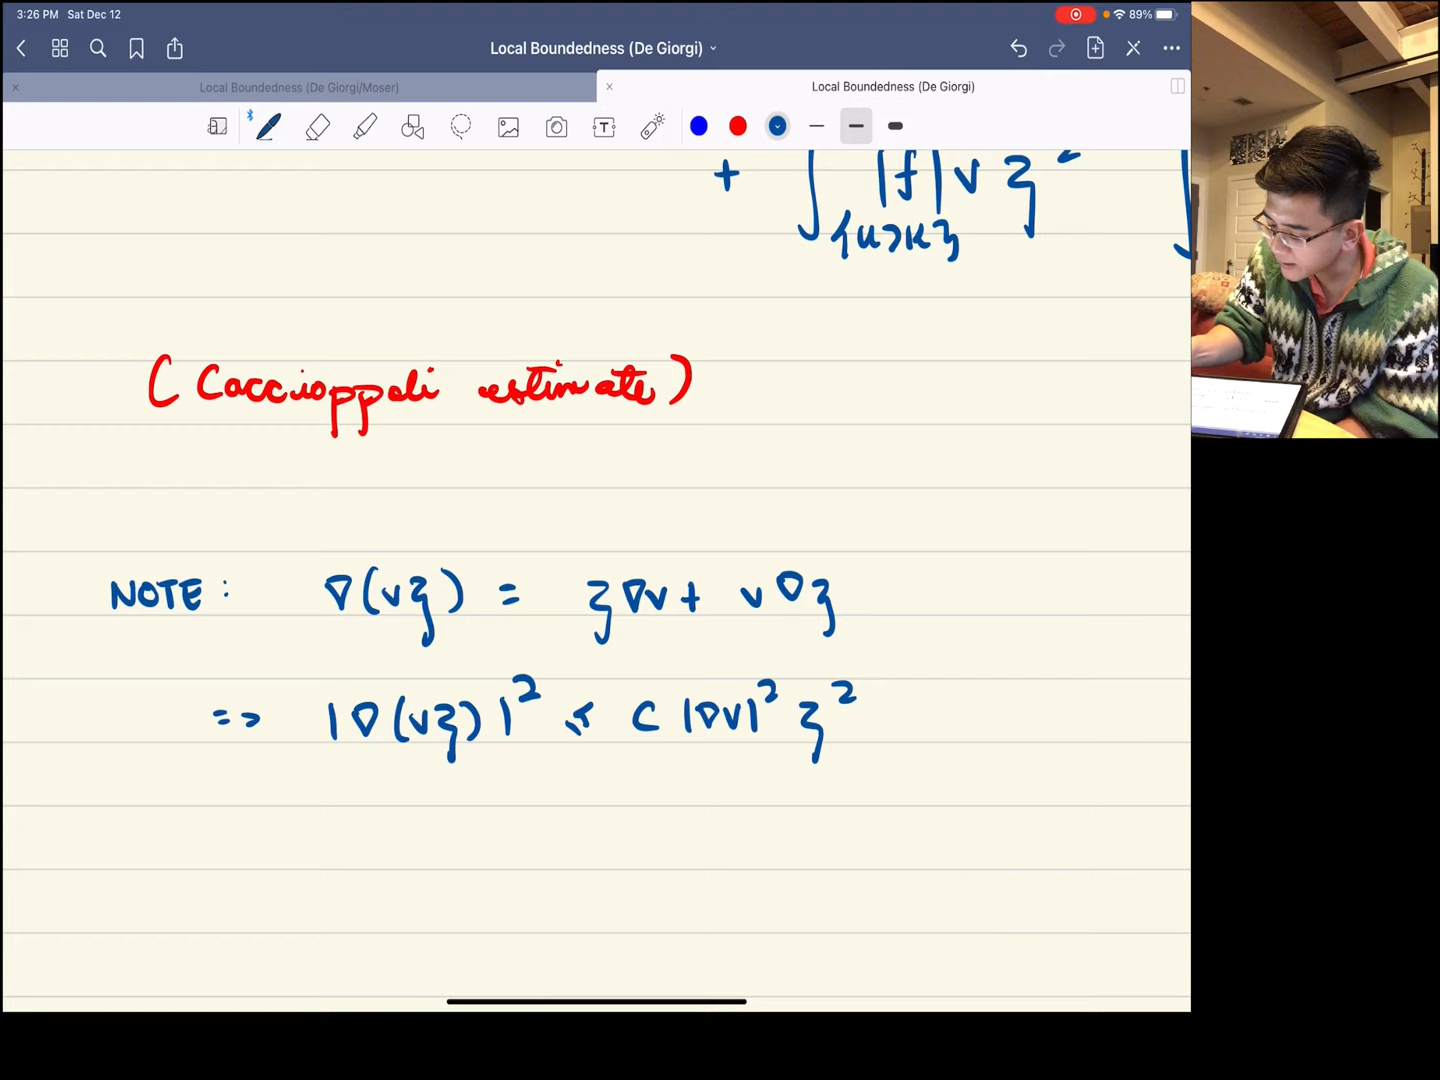 3:26 PM Sat Dec 12
89%
Local Boundedness (De Giorgi)
Local Boundedness (De Giorgi/Moser)
Local Boundedness (De Giorgi)
+ ∫_{u>k} |f| v ξ² ∫
(Caccioppoli estimate)
NOTE: ∇(vξ) = ξ∇v + v∇ξ
=> |∇(vξ)|² ≤ C |∇v|² ξ²